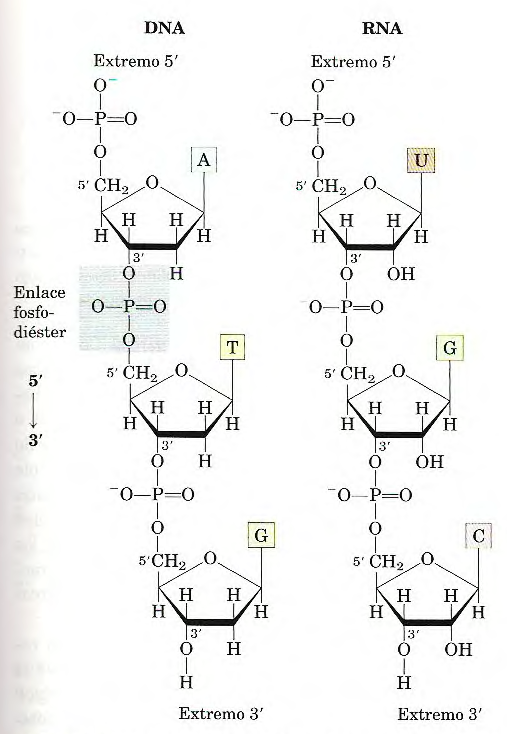 DNA RNA
Extremo 5′ Extremo 5′
O⁻ O⁻
⁻O—P=O ⁻O—P=O
O O
A U
5′ CH₂ O 5′ CH₂ O
H H H H
H H H H
3′ 3′
O H O OH
Enlace
fosfo-
diéster
O—P=O ⁻O—P=O
O O
T G
5′ CH₂ O 5′ CH₂ O
5′
↓
3′
H H H H
H H H H
3′ 3′
O H O OH
⁻O—P=O ⁻O—P=O
O O
G C
5′CH₂ O 5′ CH₂ O
H H H H
H H H H
3′ 3′
O H O OH
H H
Extremo 3′ Extremo 3′